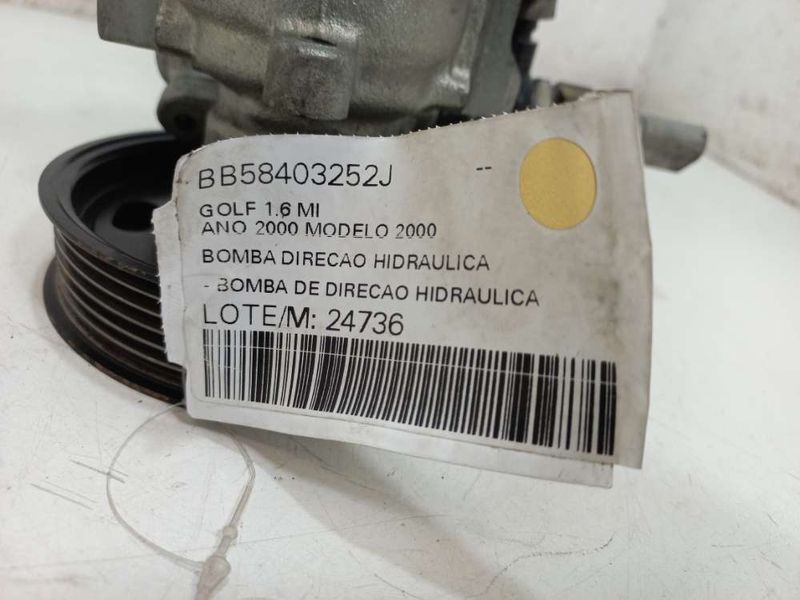 BB58403252J --
GOLF 1.6 MI
ANO 2000 MODELO 2000
BOMBA DIRECAO HIDRAULICA
- BOMBA DE DIRECAO HIDRAULICA
LOTE/M: 24736